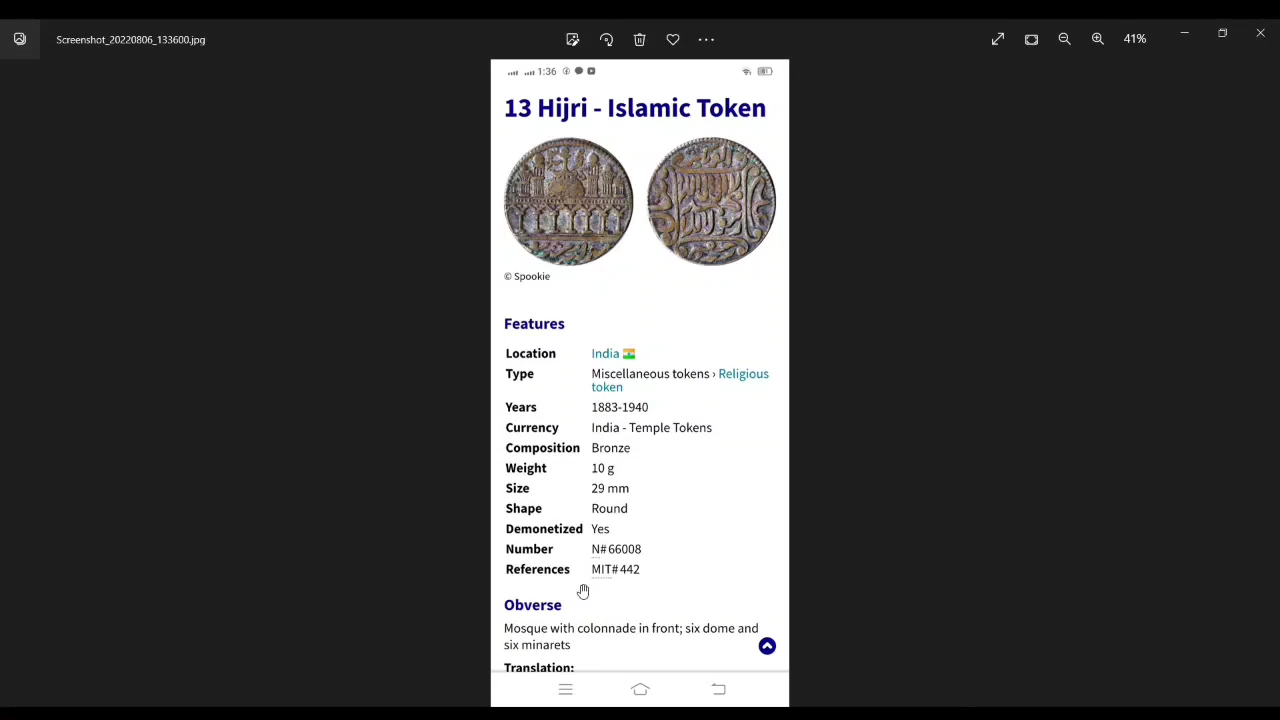 Screenshot_20220806_133600.jpg
41%
1:36
13 Hijri - Islamic Token
© Spookie
Features
Location India
Type Miscellaneous tokens › Religious
token
Years 1883-1940
Currency India - Temple Tokens
Composition Bronze
Weight 10 g
Size 29 mm
Shape Round
Demonetized Yes
Number N# 66008
References MIT# 442
Obverse
Mosque with colonnade in front; six dome and
six minarets
Translation: